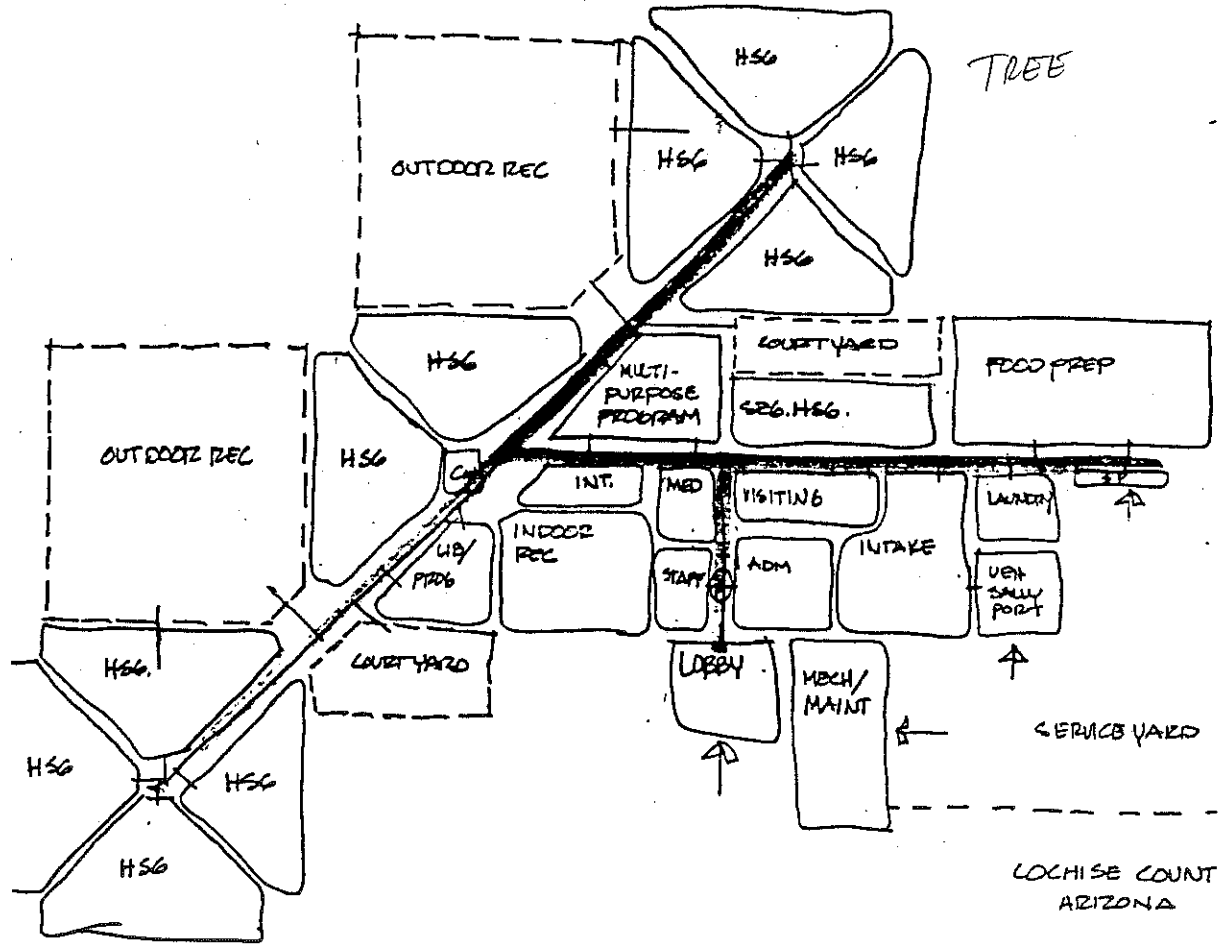 TREE
HSG
HSG
HSG
HSG
OUTDOOR REC
COURTYARD
FOOD PREP
HSG
MULTI-
PURPOSE
PROGRAM
SEG. HSG.
OUTDOOR REC
HSG
INT.
MED
VISITING
LAUNDRY
INDOOR
REC
INTAKE
LIB/
PROG
STAFF
ADM
VEH
SALLY
PORT
HSG.
COURTYARD
LOBBY
MECH/
MAINT
SERVICE YARD
HSG
HSG
HSG
COCHISE COUNT
ARIZONA